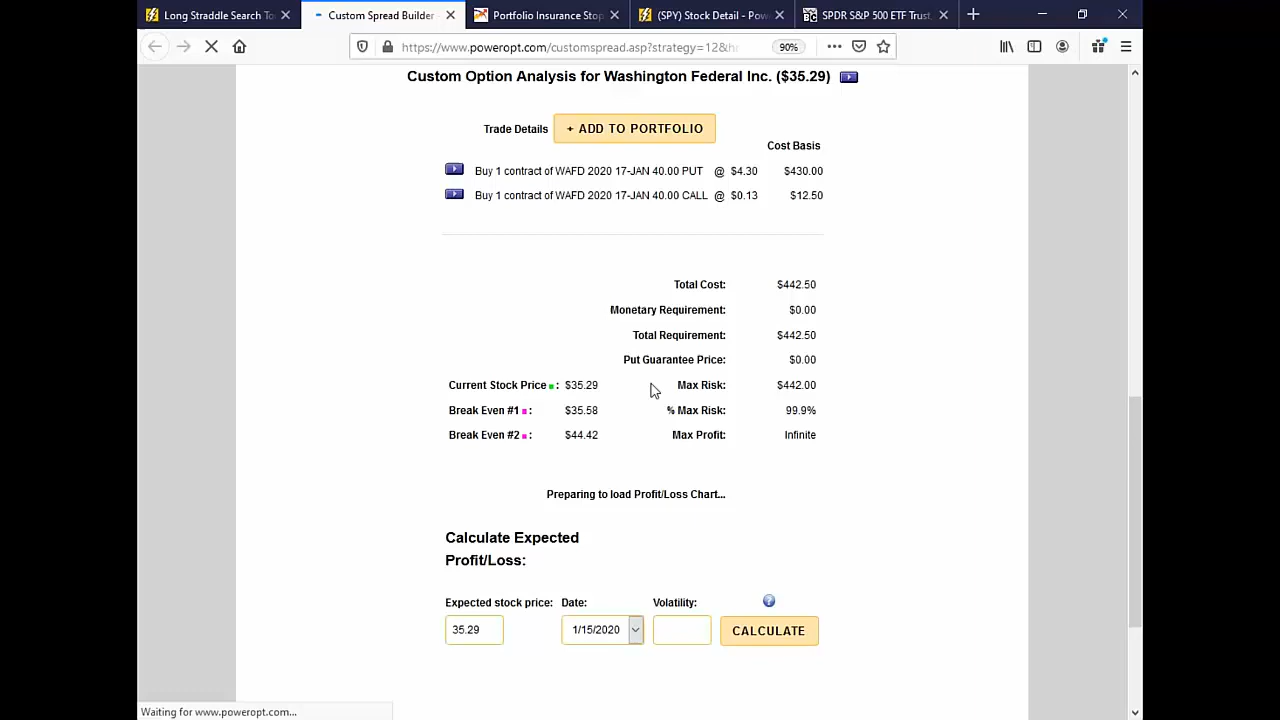 Long Straddle Search To
Custom Spread Builder -
Portfolio Insurance Stop
(SPY) Stock Detail - Pow
SPDR S&P 500 ETF Trust,
https://www.poweropt.com/customspread.asp?strategy=12&
90%
Custom Option Analysis for Washington Federal Inc. ($35.29)
Trade Details + ADD TO PORTFOLIO
Cost Basis
Buy 1 contract of WAFD 2020 17-JAN 40.00 PUT @ $4.30 $430.00
Buy 1 contract of WAFD 2020 17-JAN 40.00 CALL @ $0.13 $12.50
Total Cost: $442.50
Monetary Requirement: $0.00
Total Requirement: $442.50
Put Guarantee Price: $0.00
Current Stock Price : $35.29 Max Risk: $442.00
Break Even #1 : $35.58 % Max Risk: 99.9%
Break Even #2 : $44.42 Max Profit: Infinite
Preparing to load Profit/Loss Chart...
Calculate Expected
Profit/Loss:
Expected stock price: Date: Volatility:
35.29 1/15/2020 CALCULATE
Waiting for www.poweropt.com...